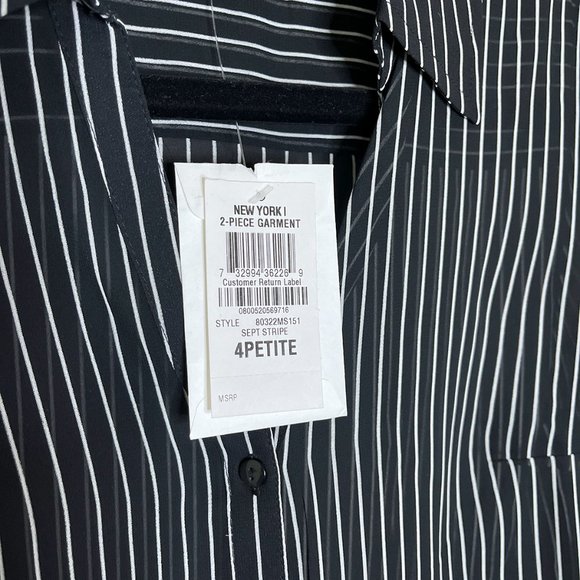 NEW YORK I
2-PIECE GARMENT
7 32994 36226 9
Customer Return Label
0800520569716
STYLE 80322MS151
SEPT STRIPE
4PETITE
MSRP